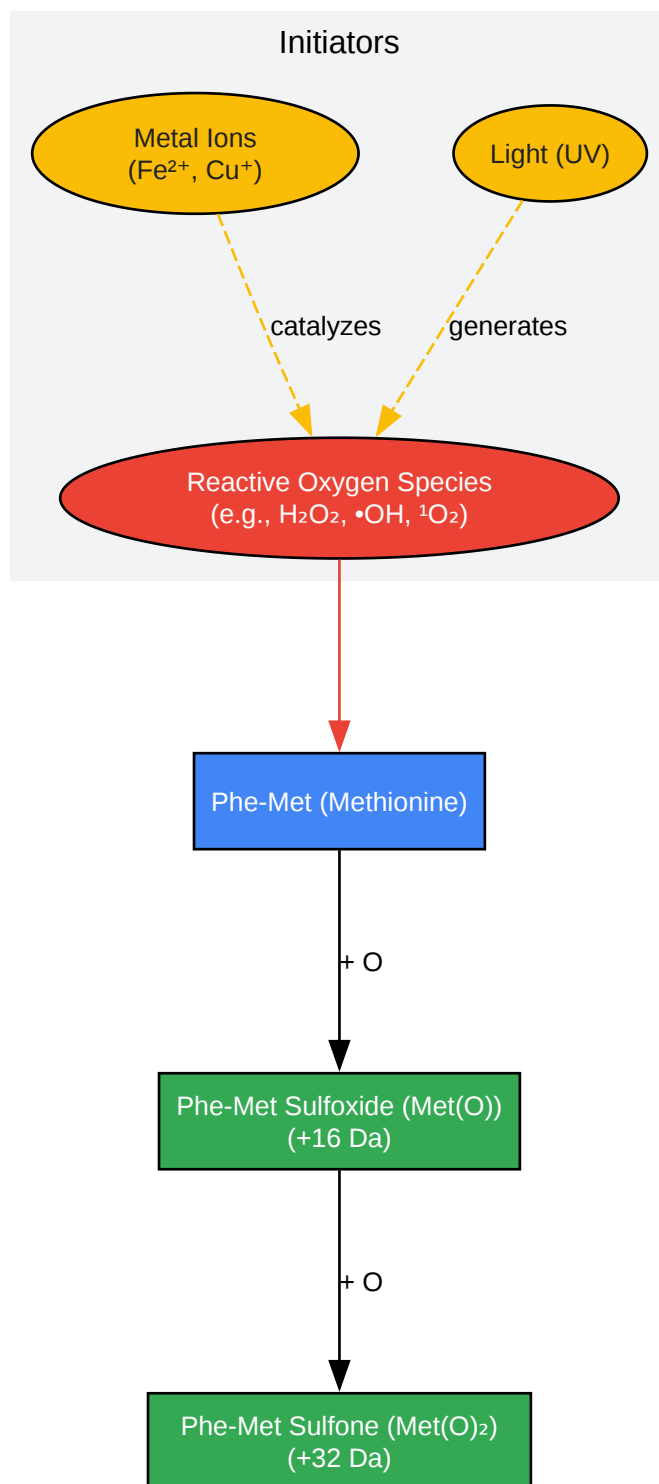 Initiators
Metal Ions
(Fe²⁺, Cu⁺)
Light (UV)
catalyzes
generates
Reactive Oxygen Species
(e.g., H₂O₂, •OH, ¹O₂)
Phe-Met (Methionine)
+ O
Phe-Met Sulfoxide (Met(O))
(+16 Da)
+ O
Phe-Met Sulfone (Met(O)₂)
(+32 Da)